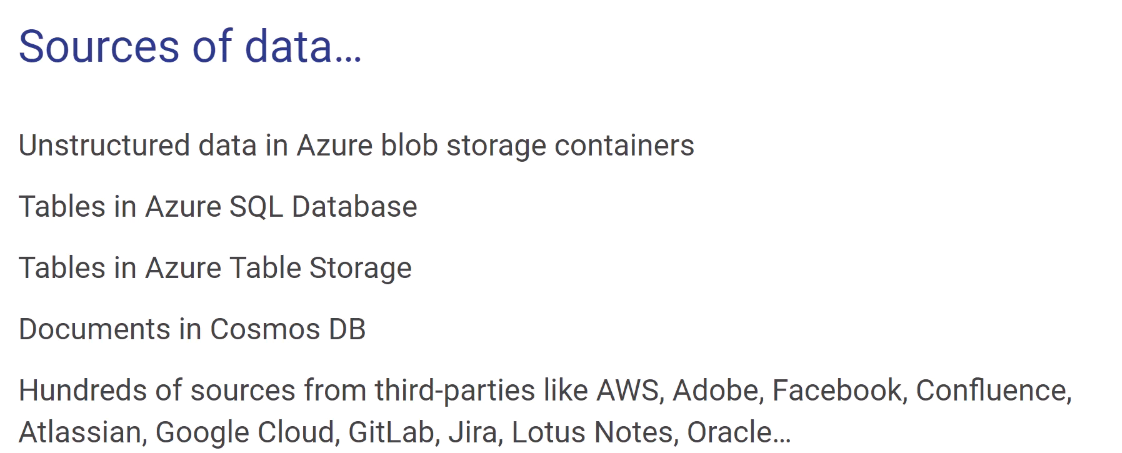 Sources of data...
Unstructured data in Azure blob storage containers
Tables in Azure SQL Database
Tables in Azure Table Storage
Documents in Cosmos DB
Hundreds of sources from third-parties like AWS, Adobe, Facebook, Confluence,
Atlassian, Google Cloud, GitLab, Jira, Lotus Notes, Oracle...